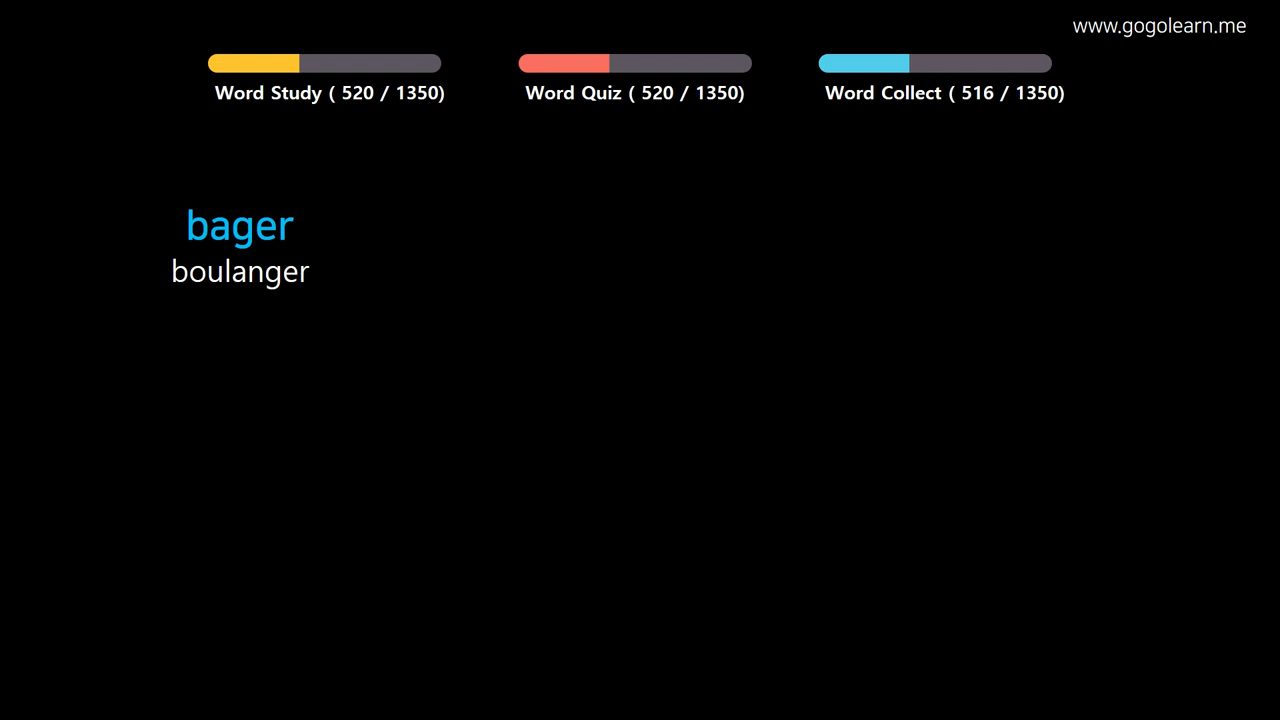 www.gogolearn.me
Word Study ( 520 / 1350)
Word Quiz ( 520 / 1350)
Word Collect ( 516 / 1350)
bager
boulanger